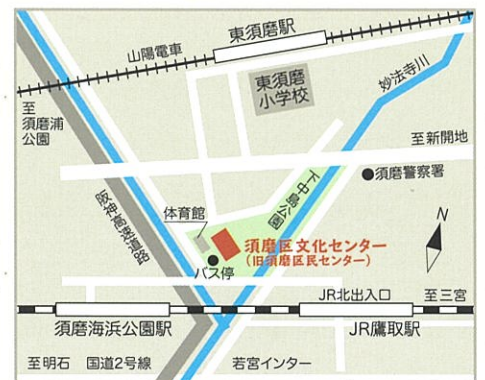 東須磨駅
山陽電車
妙法寺川
東須磨
小学校
至
須磨浦
公園
至新開地
須磨警察署
阪神高速道路
体育館
下中島公園
須磨区文化センター
(旧須磨区民センター)
バス停
N
JR北出入口
至三宮
須磨海浜公園駅
JR鷹取駅
至明石
国道2号線
若宮インター